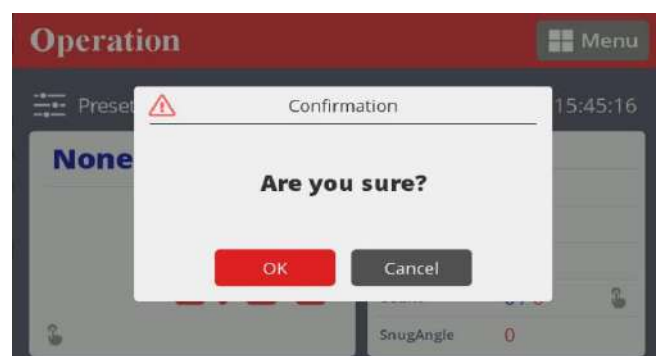 Operation
Menu
Preset
Confirmation
15:45:16
None
Are you sure?
OK
Cancel
SnugAngle 0